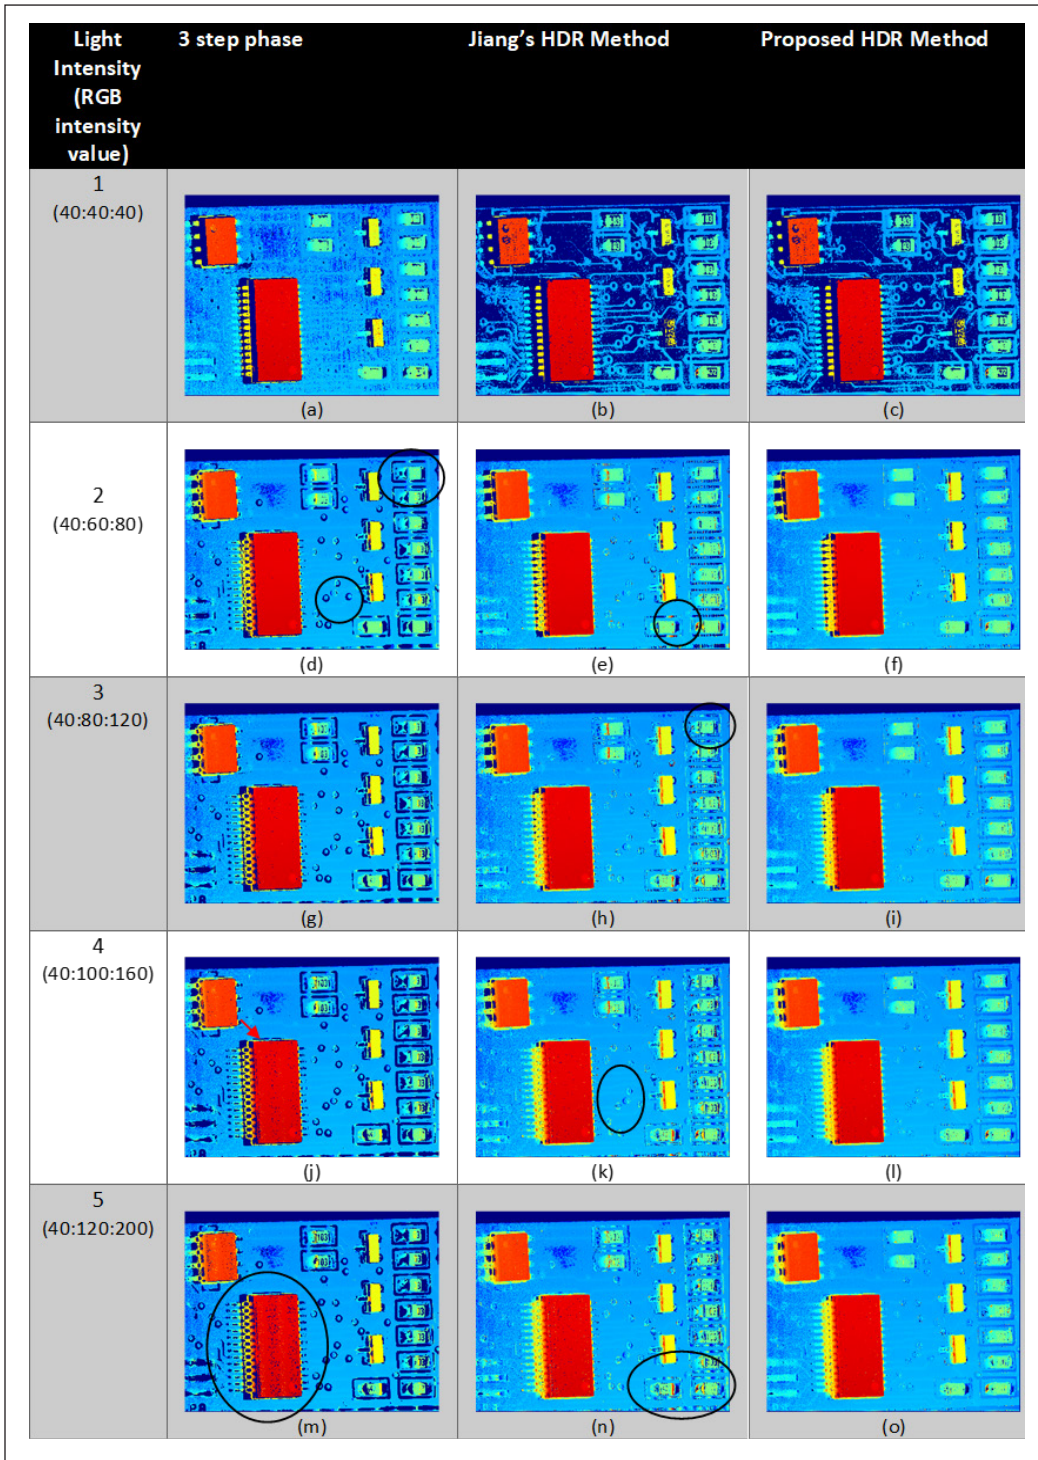 Light Intensity (RGB intensity value)
3 step phase
Jiang’s HDR Method
Proposed HDR Method
1
(40:40:40)
(a)
(b)
(c)
2
(40:60:80)
(d)
(e)
(f)
3
(40:80:120)
(g)
(h)
(i)
4
(40:100:160)
(j)
(k)
(l)
5
(40:120:200)
(m)
(n)
(o)